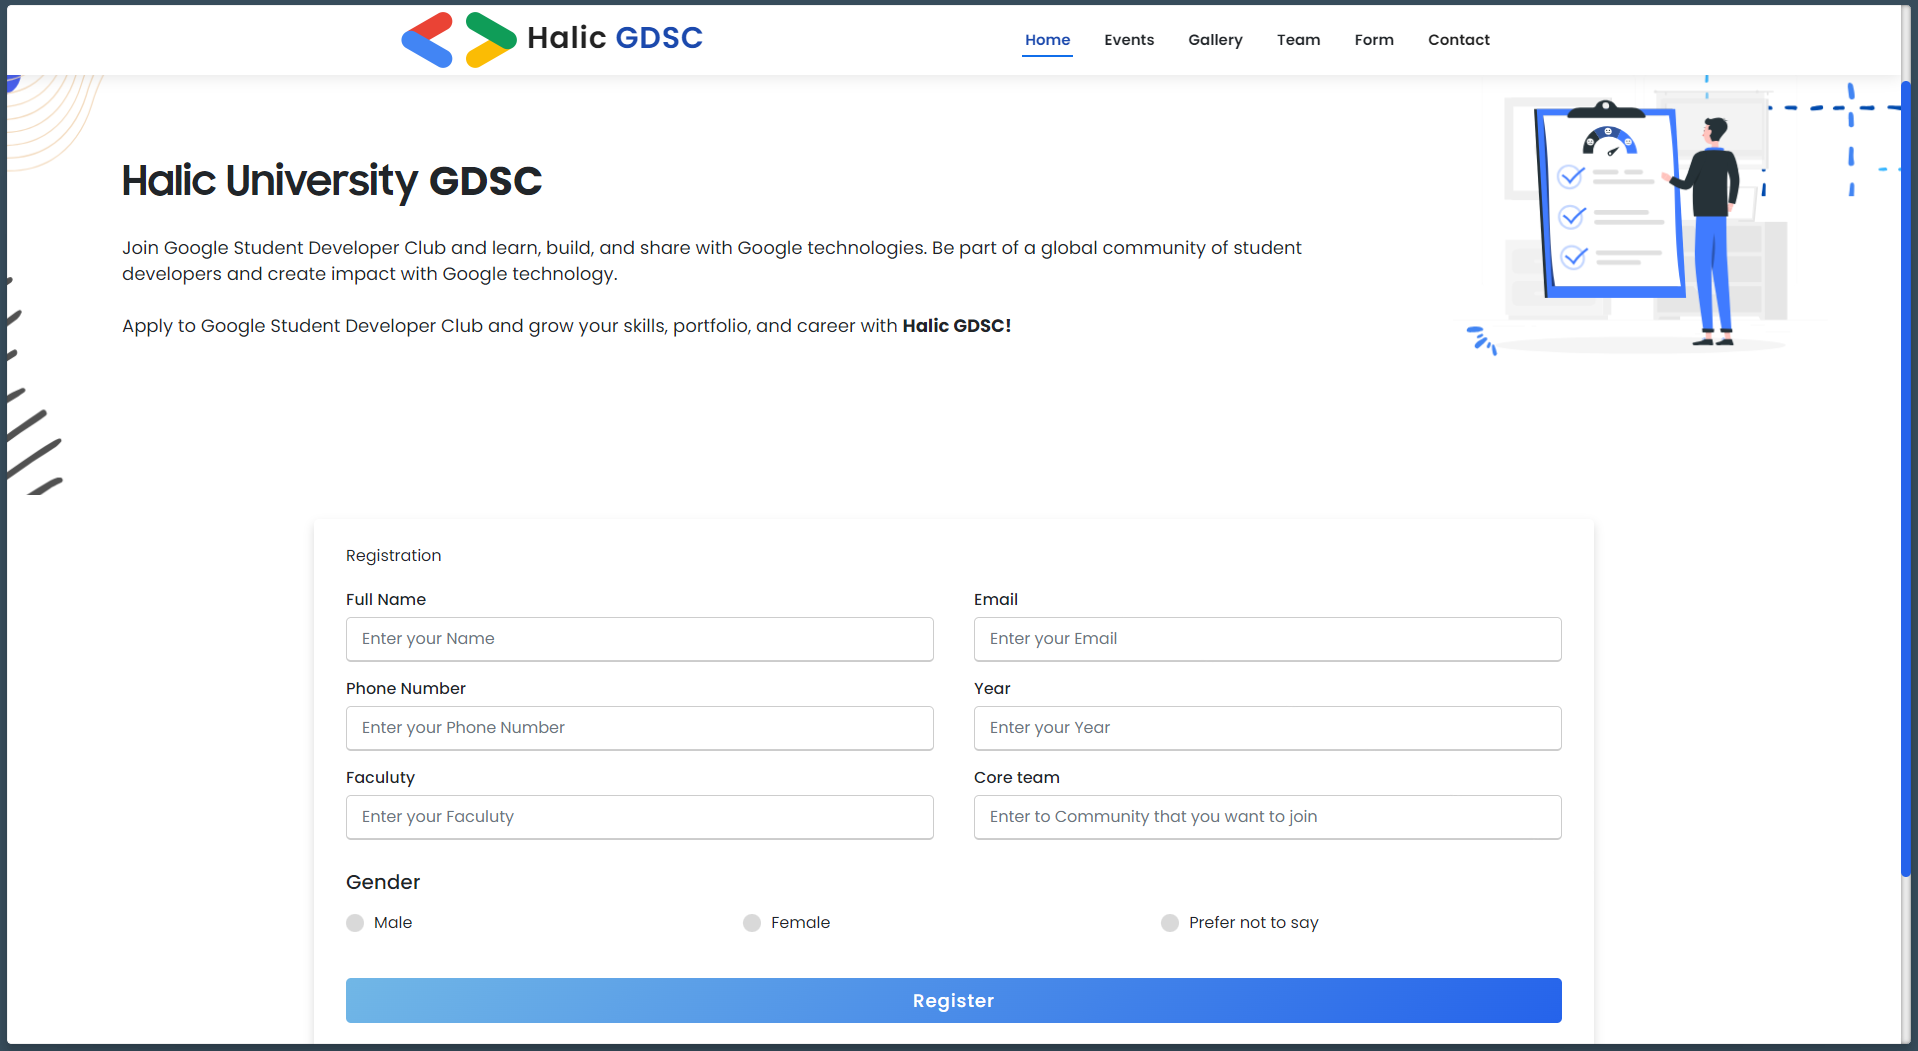 Halic GDSC
Home Events Gallery Team Form Contact
Halic University GDSC
Join Google Student Developer Club and learn, build, and share with Google technologies. Be part of a global community of student
developers and create impact with Google technology.
Apply to Google Student Developer Club and grow your skills, portfolio, and career with Halic GDSC!
Registration
Full Name
Enter your Name
Email
Enter your Email
Phone Number
Enter your Phone Number
Year
Enter your Year
Faculuty
Enter your Faculuty
Core team
Enter to Community that you want to join
Gender
Male
Female
Prefer not to say
Register